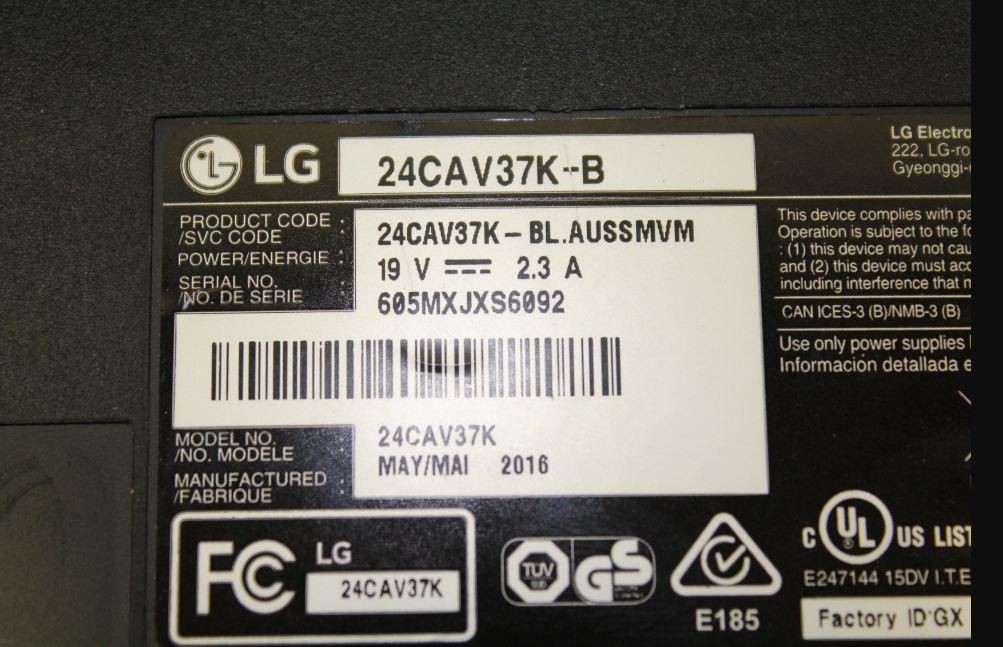 LG 24CAV37K-B
LG Electro
222, LG-ro
Gyeonggi-
PRODUCT CODE : 24CAV37K-BL.AUSSMVM
/SVC CODE
POWER/ENERGIE : 19 V 2.3 A
SERIAL NO. : 605MXJXS6092
/NO. DE SERIE
MODEL NO. : 24CAV37K
/NO. MODELE
MANUFACTURED : MAY/MAI 2016
/FABRIQUE
This device complies with pa
Operation is subject to the fo
: (1) this device may not cau
and (2) this device must acc
including interference that m
CAN ICES-3 (B)/NMB-3 (B)
Use only power supplies l
Información detallada e
FC LG
24CAV37K
TUV
SUD
GS
E185
C UL US LIST
E247144 15DV I.T.E
Factory ID:GX